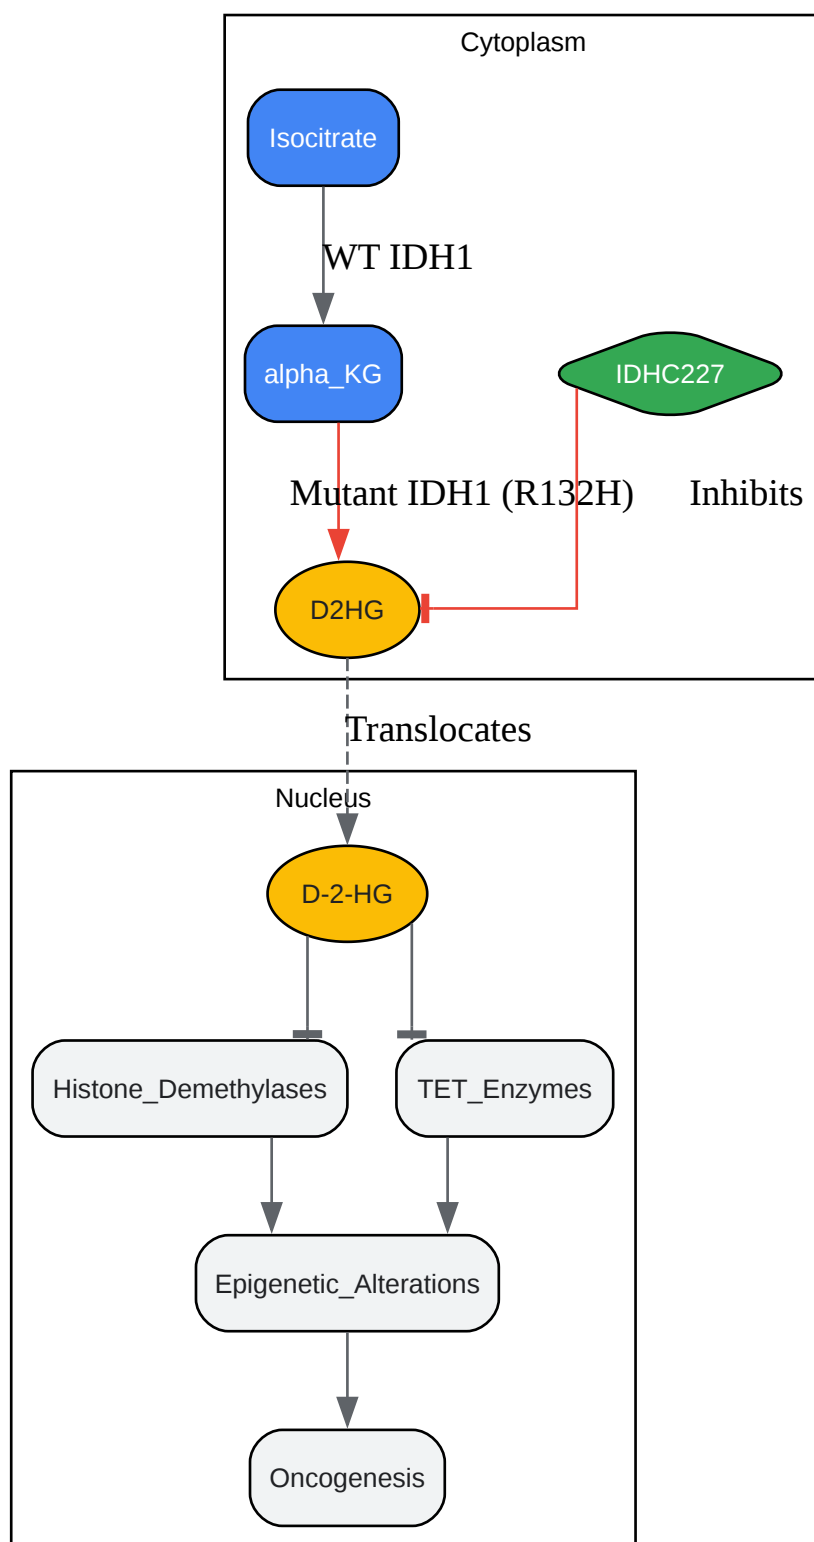 Cytoplasm
Isocitrate
WT IDH1
alpha_KG
IDHC227
Mutant IDH1 (R132H)
Inhibits
D2HG
Translocates
Nucleus
D-2-HG
Histone_Demethylases
TET_Enzymes
Epigenetic_Alterations
Oncogenesis